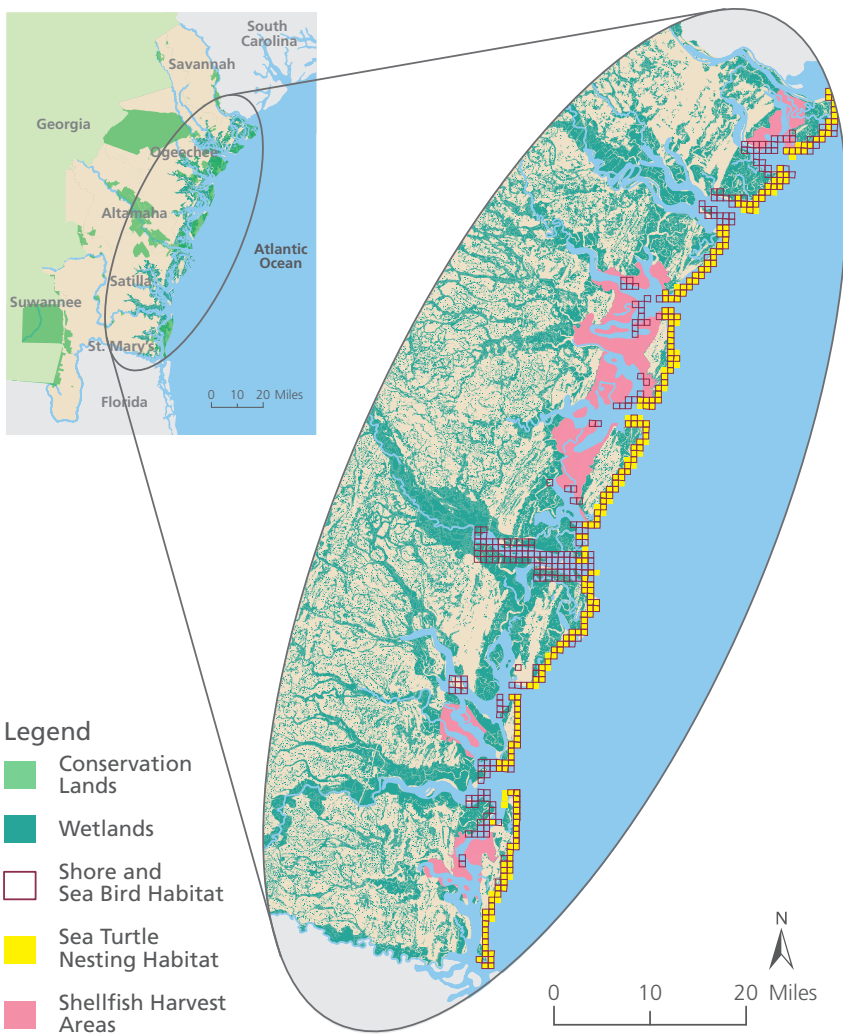 South
Carolina
Savannah
Georgia
Ogeechee
Altamaha
Atlantic
Ocean
Satilla
Suwannee
St. Mary's
Florida
0 10 20 Miles
Legend
Conservation
Lands
Wetlands
Shore and
Sea Bird Habitat
Sea Turtle
Nesting Habitat
Shellfish Harvest
Areas
N
0 10 20 Miles